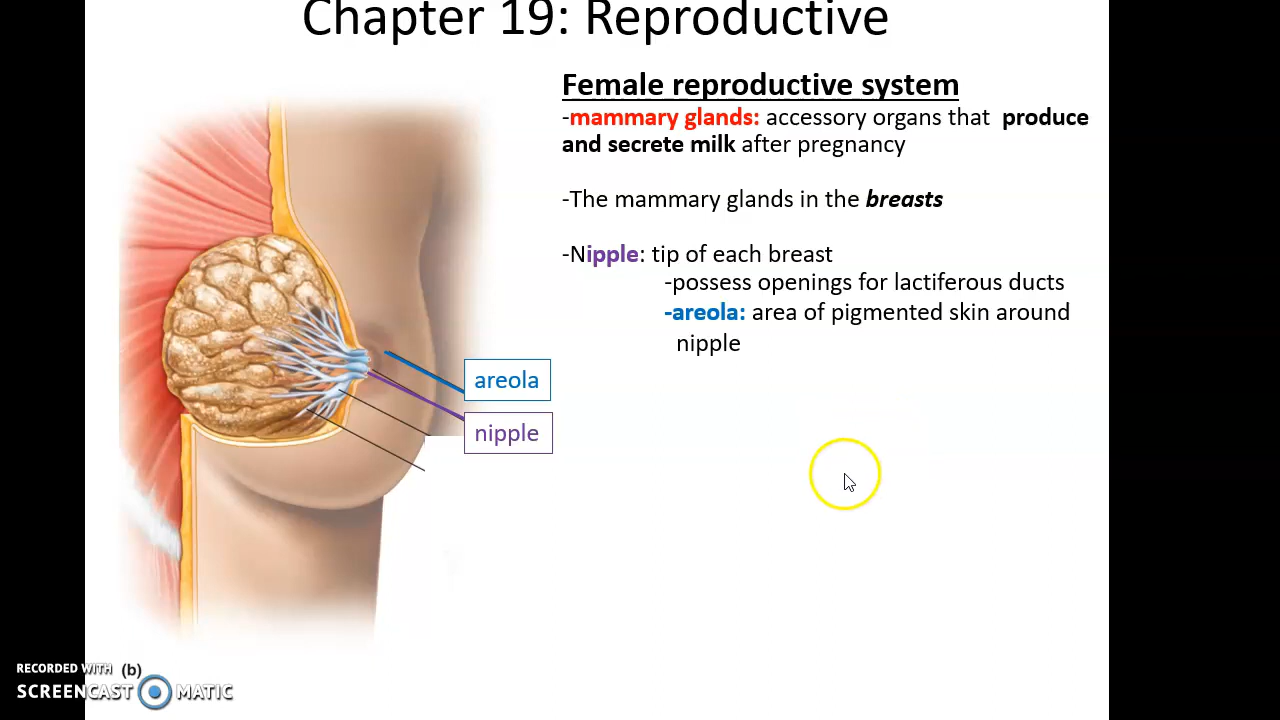 Chapter 19: Reproductive
Female reproductive system
-mammary glands: accessory organs that produce
and secrete milk after pregnancy
-The mammary glands in the breasts
-Nipple: tip of each breast
-possess openings for lactiferous ducts
-areola: area of pigmented skin around
nipple
areola
nipple
(b)
RECORDED WITH
SCREENCAST MATIC